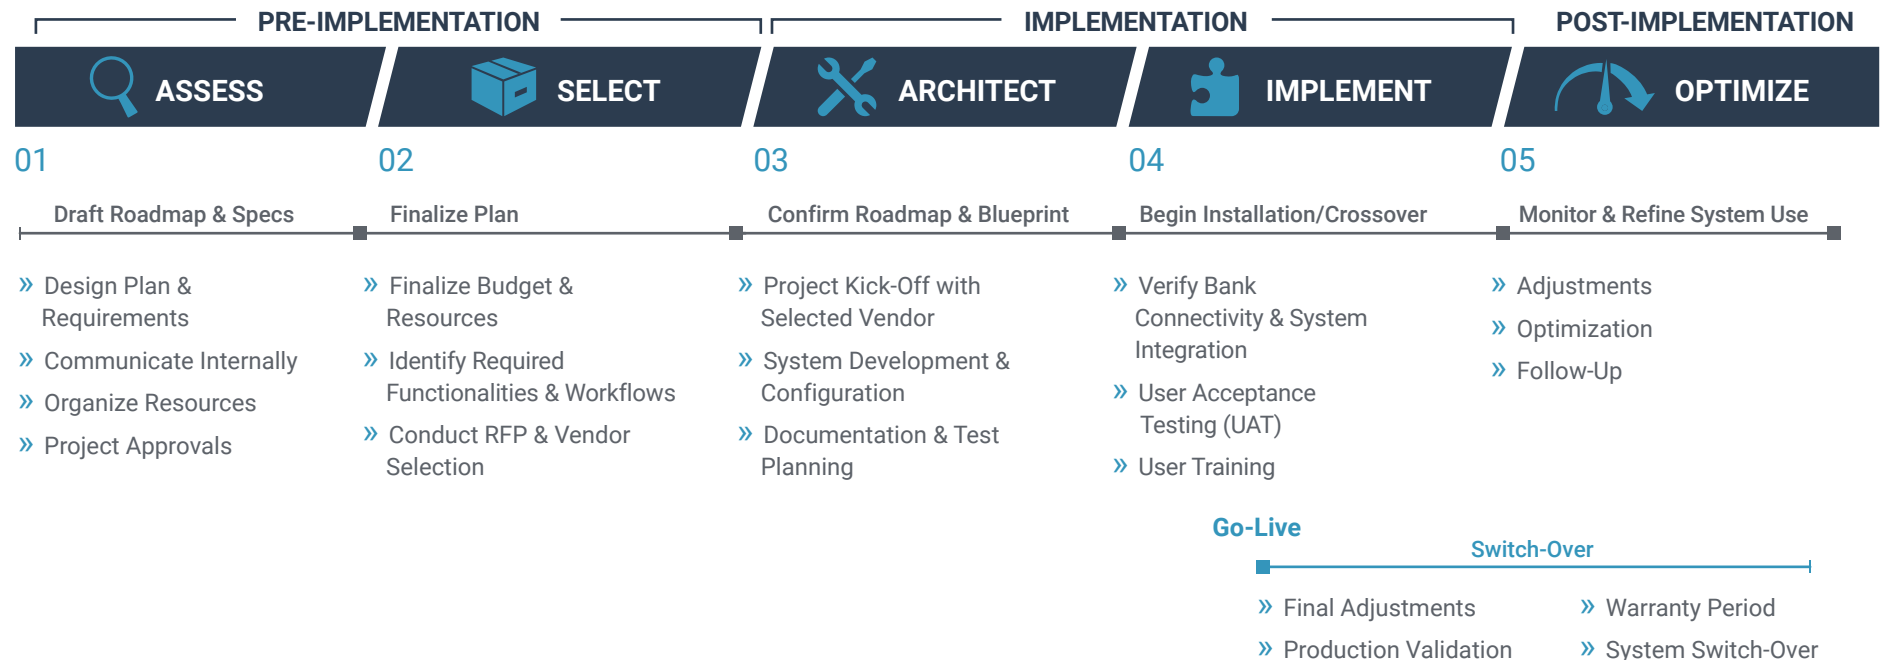 PRE-IMPLEMENTATION
IMPLEMENTATION
POST-IMPLEMENTATION
ASSESS
SELECT
ARCHITECT
IMPLEMENT
OPTIMIZE
01
02
03
04
05
Draft Roadmap & Specs
Finalize Plan
Confirm Roadmap & Blueprint
Begin Installation/Crossover
Monitor & Refine System Use
» Design Plan &
Requirements
» Communicate Internally
» Organize Resources
» Project Approvals
» Finalize Budget &
Resources
» Identify Required
Functionalities & Workflows
» Conduct RFP & Vendor
Selection
» Project Kick-Off with
Selected Vendor
» System Development &
Configuration
» Documentation & Test
Planning
» Verify Bank
Connectivity & System
Integration
» User Acceptance
Testing (UAT)
» User Training
» Adjustments
» Optimization
» Follow-Up
Go-Live
Switch-Over
» Final Adjustments
» Production Validation
» Warranty Period
» System Switch-Over